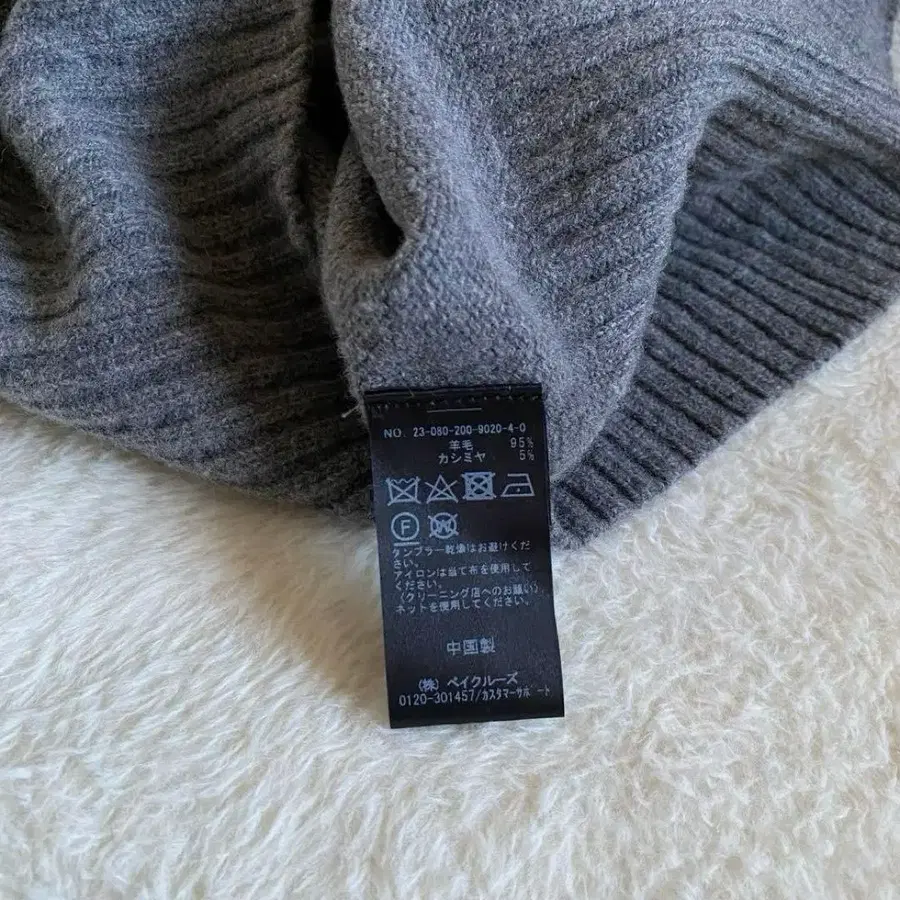 NO. 23-080-200-9020-4-0
羊毛 95%
カシミヤ 5%
F W
タンブラー乾燥はお避けくだ
さい。
アイロンは当て布を使用して
ください。
〈クリーニング店へのお願い〉
ネットを使用してください。
中国製
(株) ベイクルーズ
0120-301457/カスタマーサポート